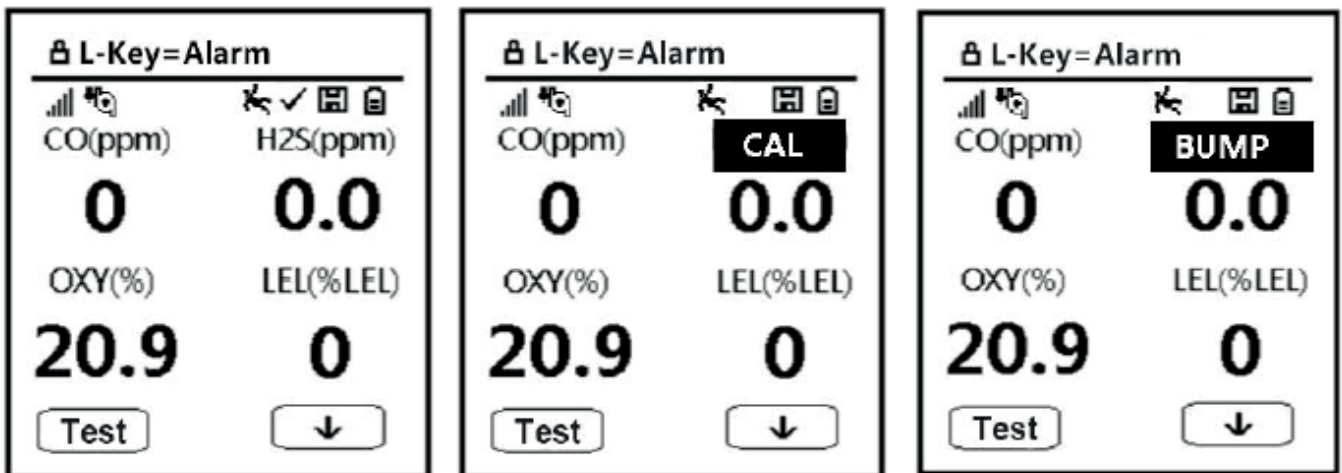 L-Key=Alarm
CO(ppm) H2S(ppm)
0 0.0
OXY(%) LEL(%LEL)
20.9 0
Test ↓
L-Key=Alarm
CO(ppm) CAL
0 0.0
OXY(%) LEL(%LEL)
20.9 0
Test ↓
L-Key=Alarm
CO(ppm) BUMP
0 0.0
OXY(%) LEL(%LEL)
20.9 0
Test ↓